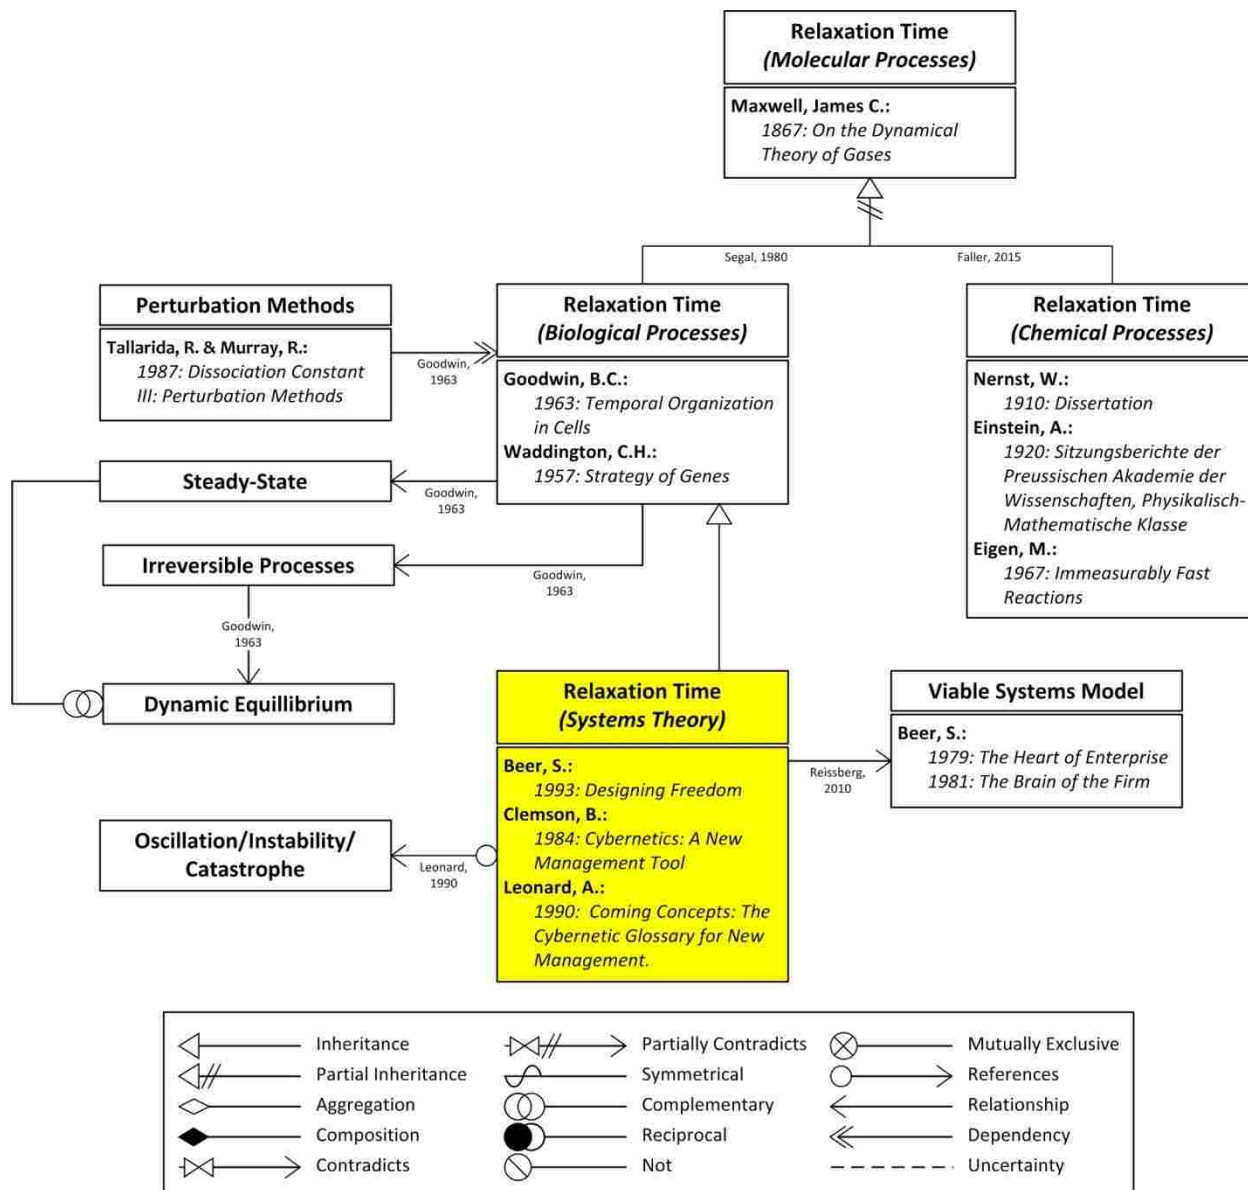 Relaxation Time
(Molecular Processes)
Maxwell, James C.:
1867: On the Dynamical
Theory of Gases
Segal, 1980
Faller, 2015
Perturbation Methods
Tallarida, R. & Murray, R.:
1987: Dissociation Constant
III: Perturbation Methods
Goodwin,
1963
Relaxation Time
(Biological Processes)
Goodwin, B.C.:
1963: Temporal Organization
in Cells
Waddington, C.H.:
1957: Strategy of Genes
Relaxation Time
(Chemical Processes)
Nernst, W.:
1910: Dissertation
Einstein, A.:
1920: Sitzungsberichte der
Preussischen Akademie der
Wissenschaften, Physikalisch-
Mathematische Klasse
Eigen, M.:
1967: Immeasurably Fast
Reactions
Steady-State
Goodwin,
1963
Irreversible Processes
Goodwin,
1963
Goodwin,
1963
Dynamic Equillibrium
Relaxation Time
(Systems Theory)
Beer, S.:
1993: Designing Freedom
Clemson, B.:
1984: Cybernetics: A New
Management Tool
Leonard, A.:
1990: Coming Concepts: The
Cybernetic Glossary for New
Management.
Reissberg,
2010
Viable Systems Model
Beer, S.:
1979: The Heart of Enterprise
1981: The Brain of the Firm
Oscillation/Instability/
Catastrophe
Leonard,
1990
Inheritance
Partial Inheritance
Aggregation
Composition
Contradicts
Partially Contradicts
Symmetrical
Complementary
Reciprocal
Not
Mutually Exclusive
References
Relationship
Dependency
Uncertainty